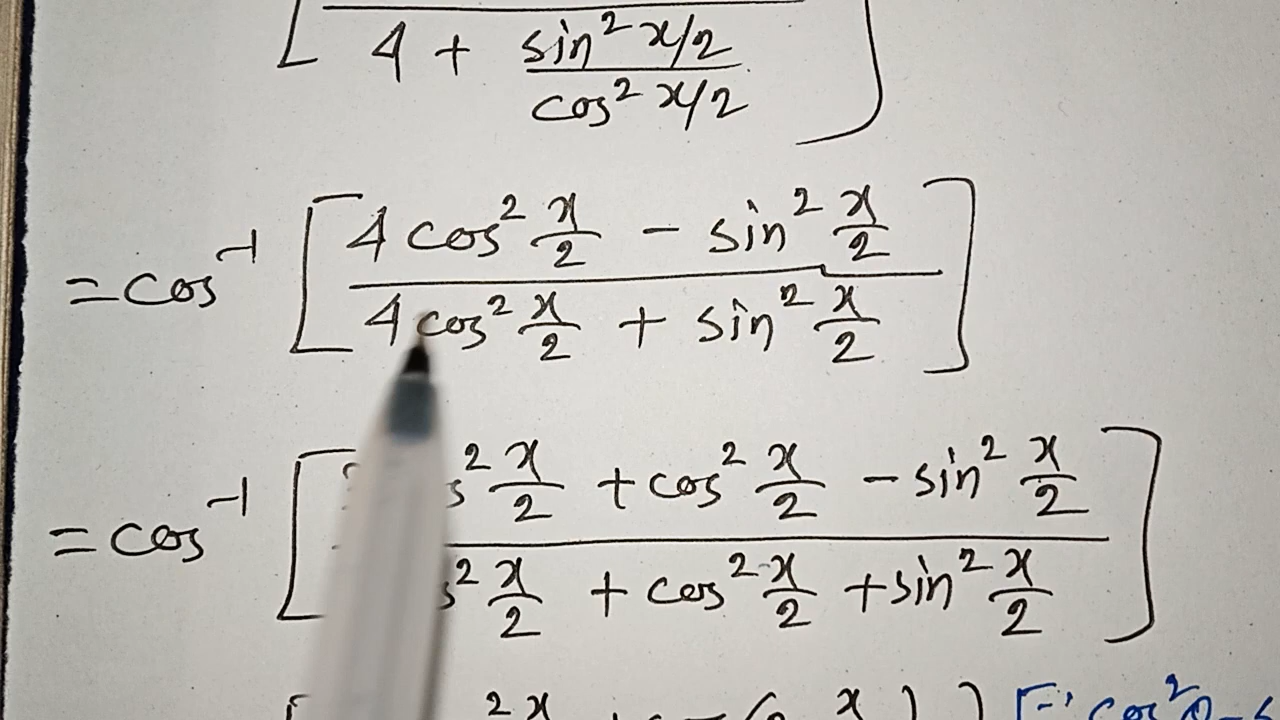 4 + sin² x/2 / cos² x/2
= cos⁻¹ [ 4 cos² x/2 − sin² x/2 / 4 cos² x/2 + sin² x/2 ]
= cos⁻¹ [ s² x/2 + cos² x/2 − sin² x/2 / s² x/2 + cos² x/2 + sin² x/2 ]